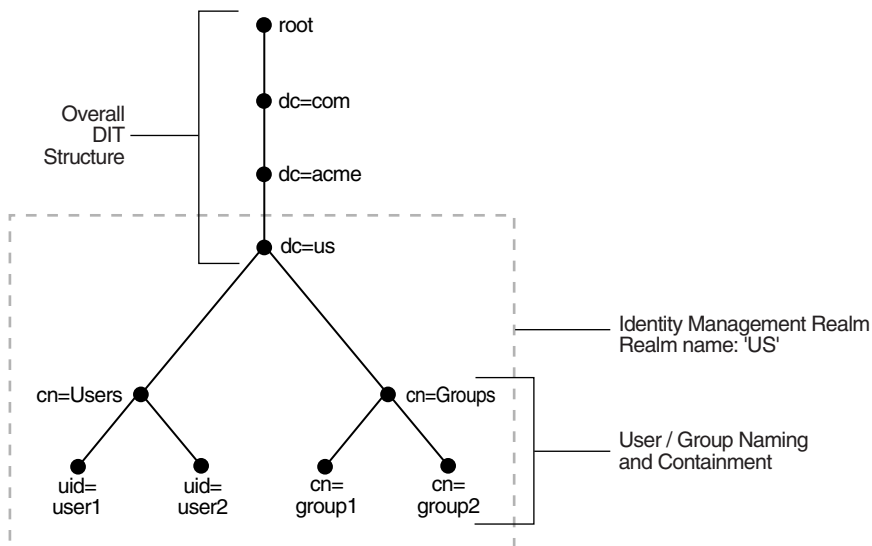 root
dc=com
Overall
DIT
Structure
dc=acme
dc=us
Identity Management Realm
Realm name: 'US'
cn=Users
cn=Groups
User / Group Naming
and Containment
uid=
user1
uid=
user2
cn=
group1
cn=
group2